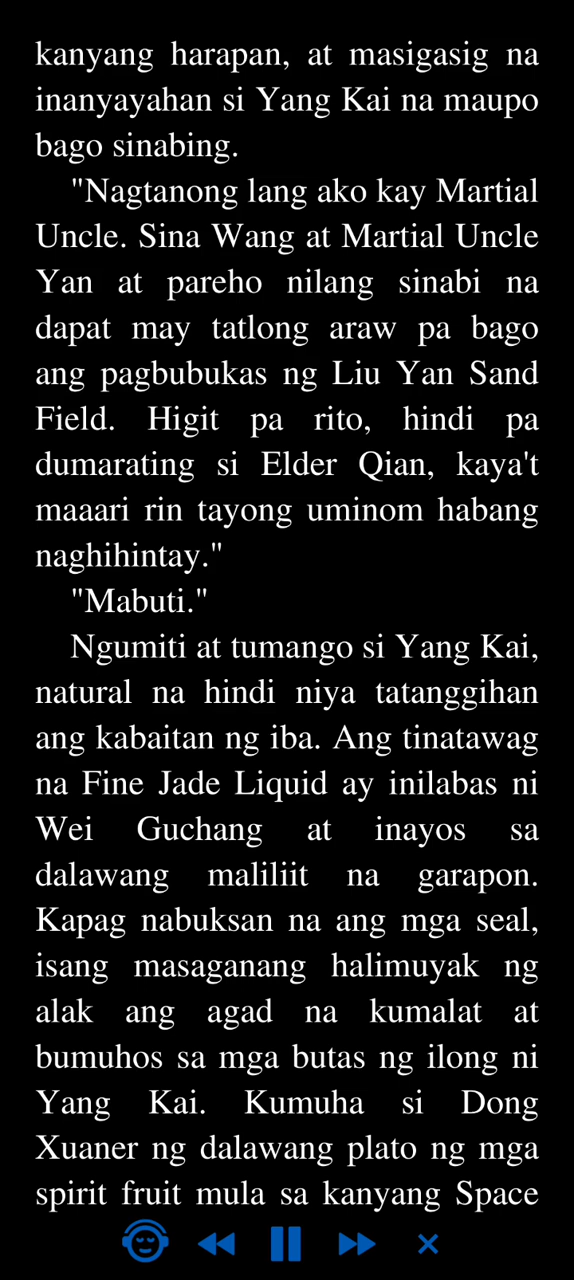 kanyang harapan, at masigasig na
inanyayahan si Yang Kai na maupo
bago sinabing.
"Nagtanong lang ako kay Martial
Uncle. Sina Wang at Martial Uncle
Yan at pareho nilang sinabi na
dapat may tatlong araw pa bago
ang pagbubukas ng Liu Yan Sand
Field. Higit pa rito, hindi pa
dumarating si Elder Qian, kaya't
maaari rin tayong uminom habang
naghihintay."
"Mabuti."
Ngumiti at tumango si Yang Kai,
natural na hindi niya tatanggihan
ang kabaitan ng iba. Ang tinatawag
na Fine Jade Liquid ay inilabas ni
Wei Guchang at inayos sa
dalawang maliliit na garapon.
Kapag nabuksan na ang mga seal,
isang masaganang halimuyak ng
alak ang agad na kumalat at
bumuhos sa mga butas ng ilong ni
Yang Kai. Kumuha si Dong
Xuaner ng dalawang plato ng mga
spirit fruit mula sa kanyang Space